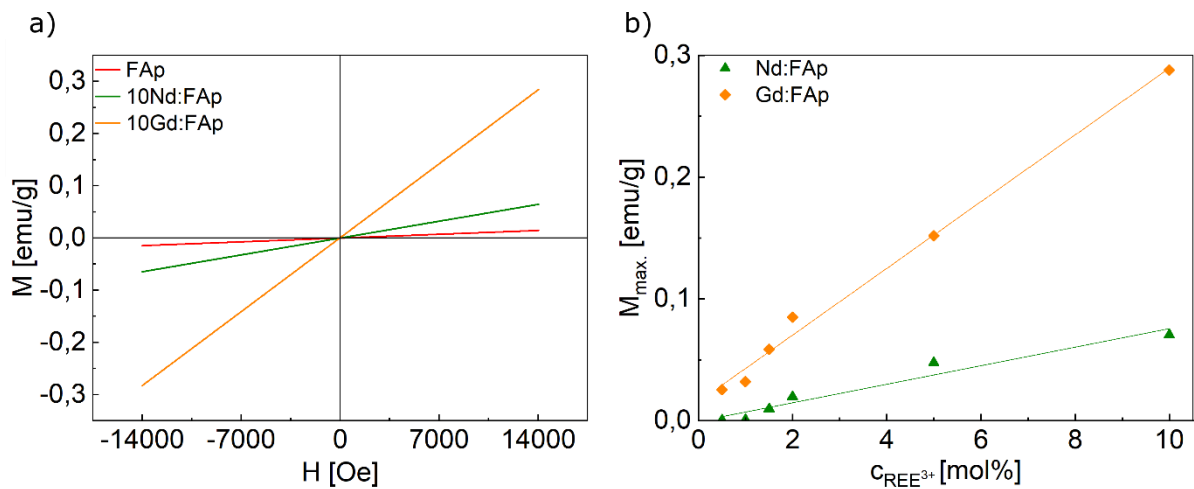 a)
0,3
0,2
0,1
0,0
-0,1
-0,2
-0,3
M [emu/g]
FAp
10Nd:FAp
10Gd:FAp
-14000 -7000 0 7000 14000
H [Oe]
b)
0,3
0,2
0,1
0,0
Mmax. [emu/g]
Nd:FAp
Gd:FAp
0 2 4 6 8 10
cREE³⁺ [mol%]